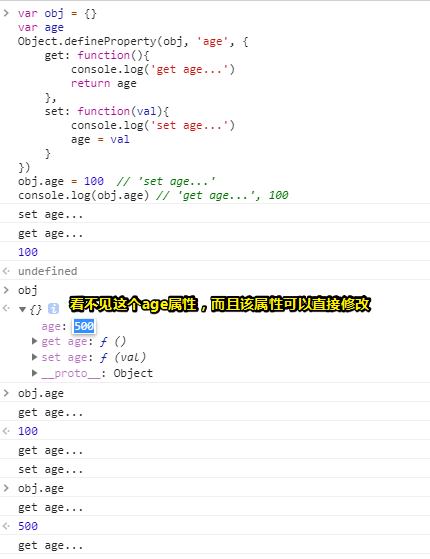 > var obj = {}
var age
Object.defineProperty(obj, 'age', {
    get: function(){
        console.log('get age...')
        return age
    },
    set: function(val){
        console.log('set age...')
        age = val
    }
})
obj.age = 100  // 'set age...'
console.log(obj.age) // 'get age...', 100
set age...
get age...
100
undefined
> obj
▼{} i
看不见这个age属性，而且该属性可以直接修改
age: 500
▶ get age: ƒ ()
▶ set age: ƒ (val)
▶ __proto__: Object
> obj.age
get age...
100
get age...
set age...
> obj.age
get age...
500
get age...